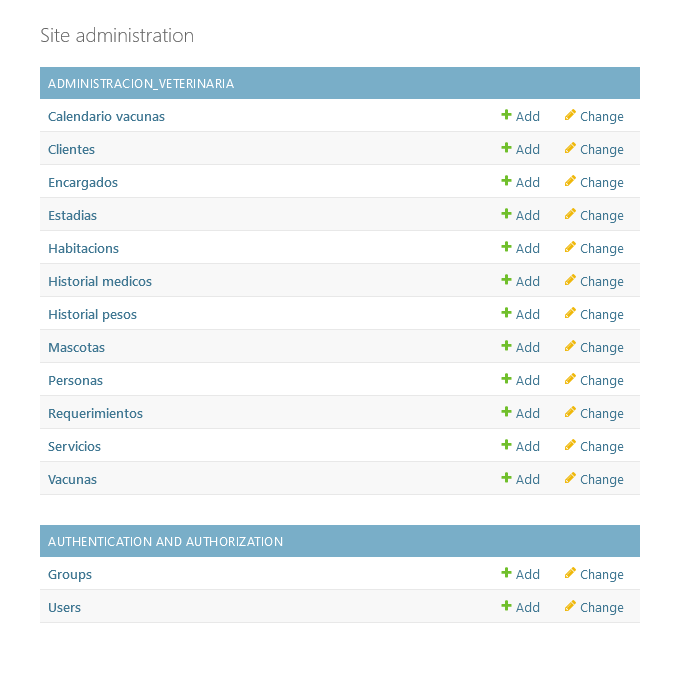 Site administration
ADMINISTRACION_VETERINARIA
Calendario vacunas Add Change
Clientes Add Change
Encargados Add Change
Estadias Add Change
Habitacions Add Change
Historial medicos Add Change
Historial pesos Add Change
Mascotas Add Change
Personas Add Change
Requerimientos Add Change
Servicios Add Change
Vacunas Add Change
AUTHENTICATION AND AUTHORIZATION
Groups Add Change
Users Add Change